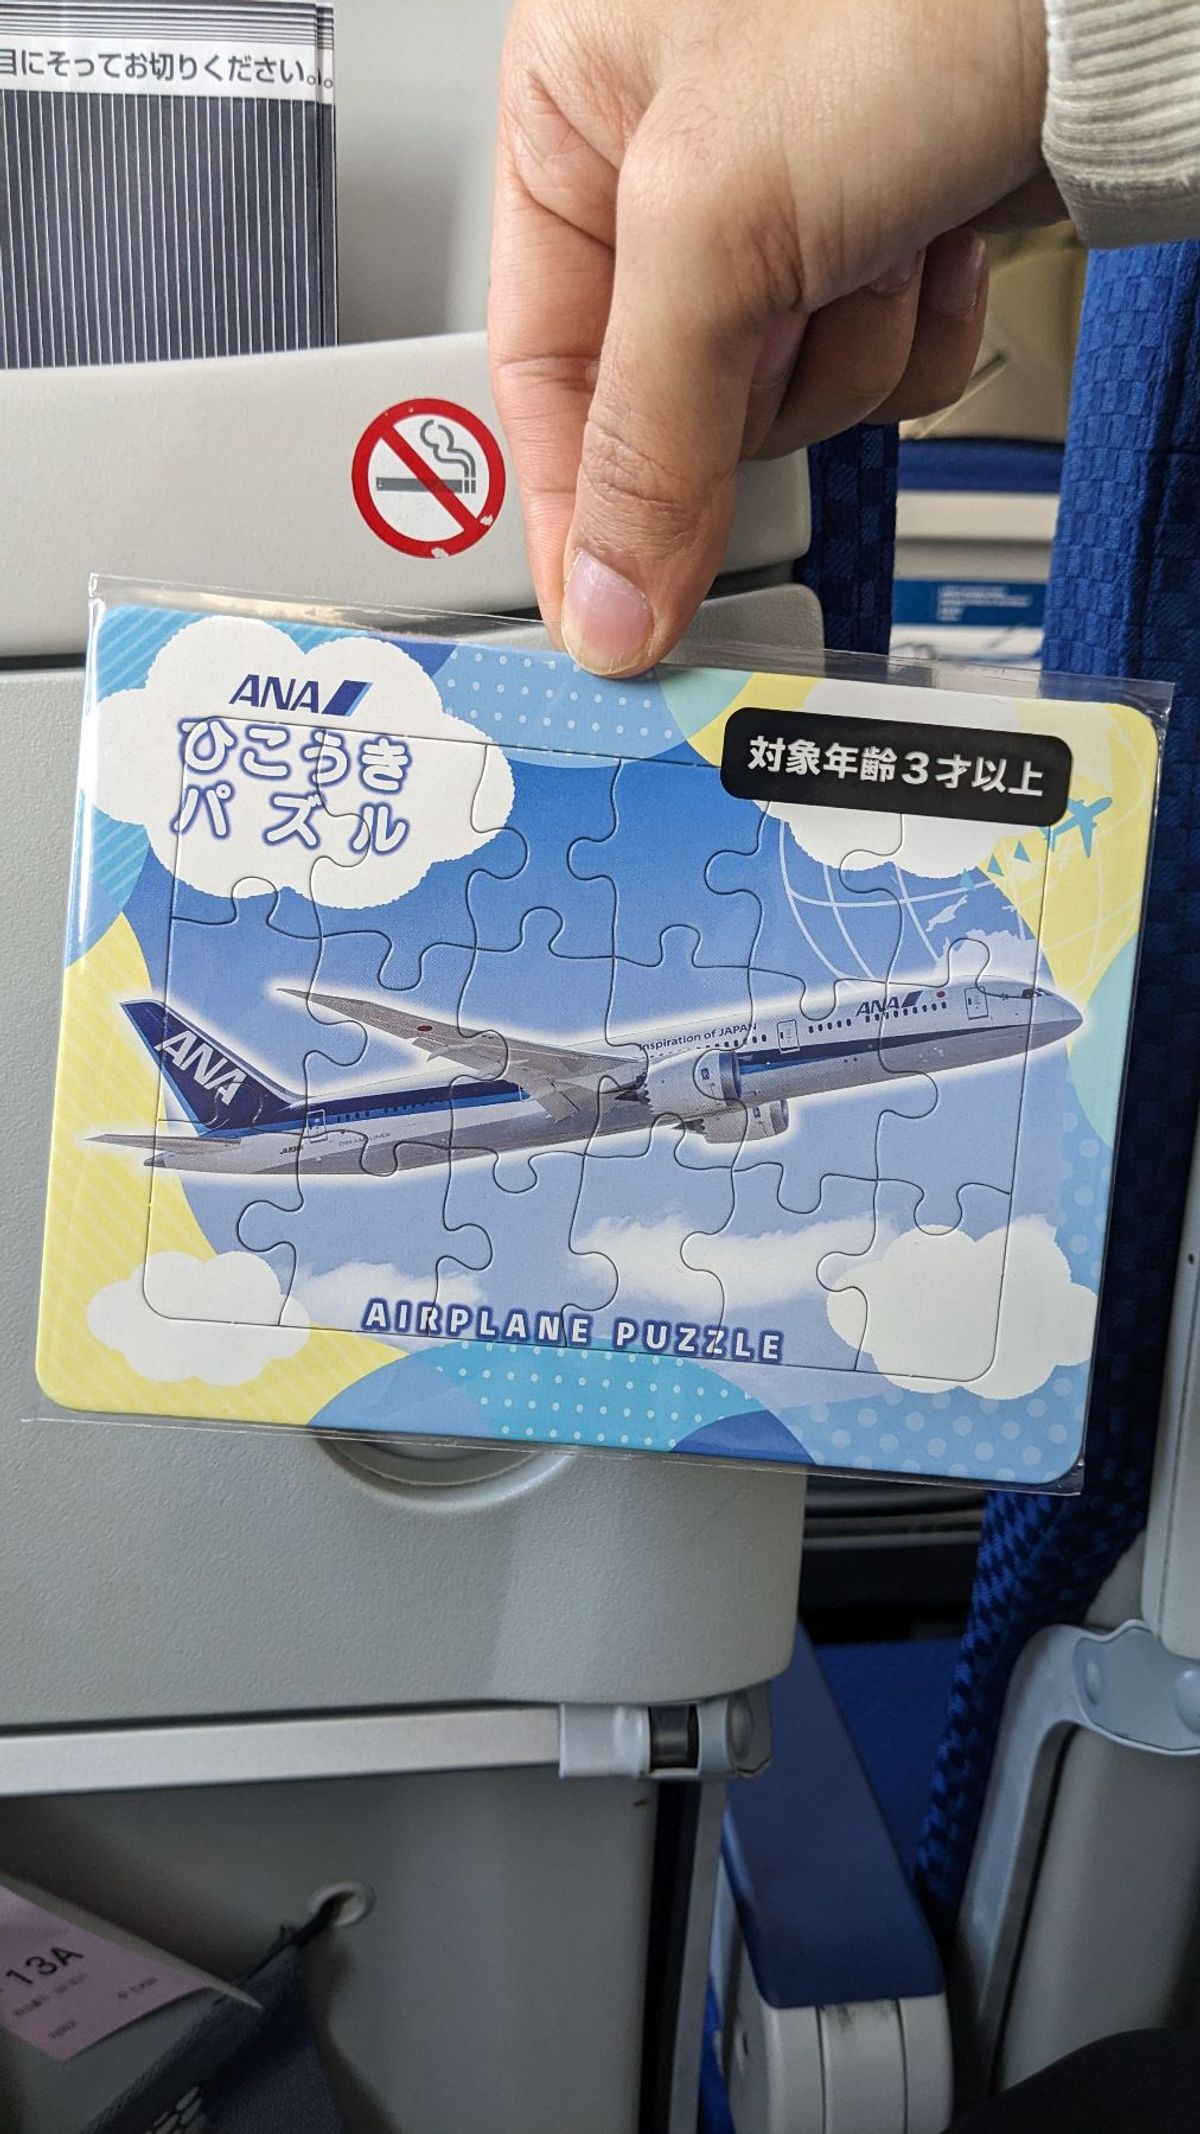 目にそってお切りください。
ANA
ひこうき
パズル
対象年齢3才以上
ANA
Inspiration of JAPAN
ANA
DREAMLINER
AIRPLANE PUZZLE
13A